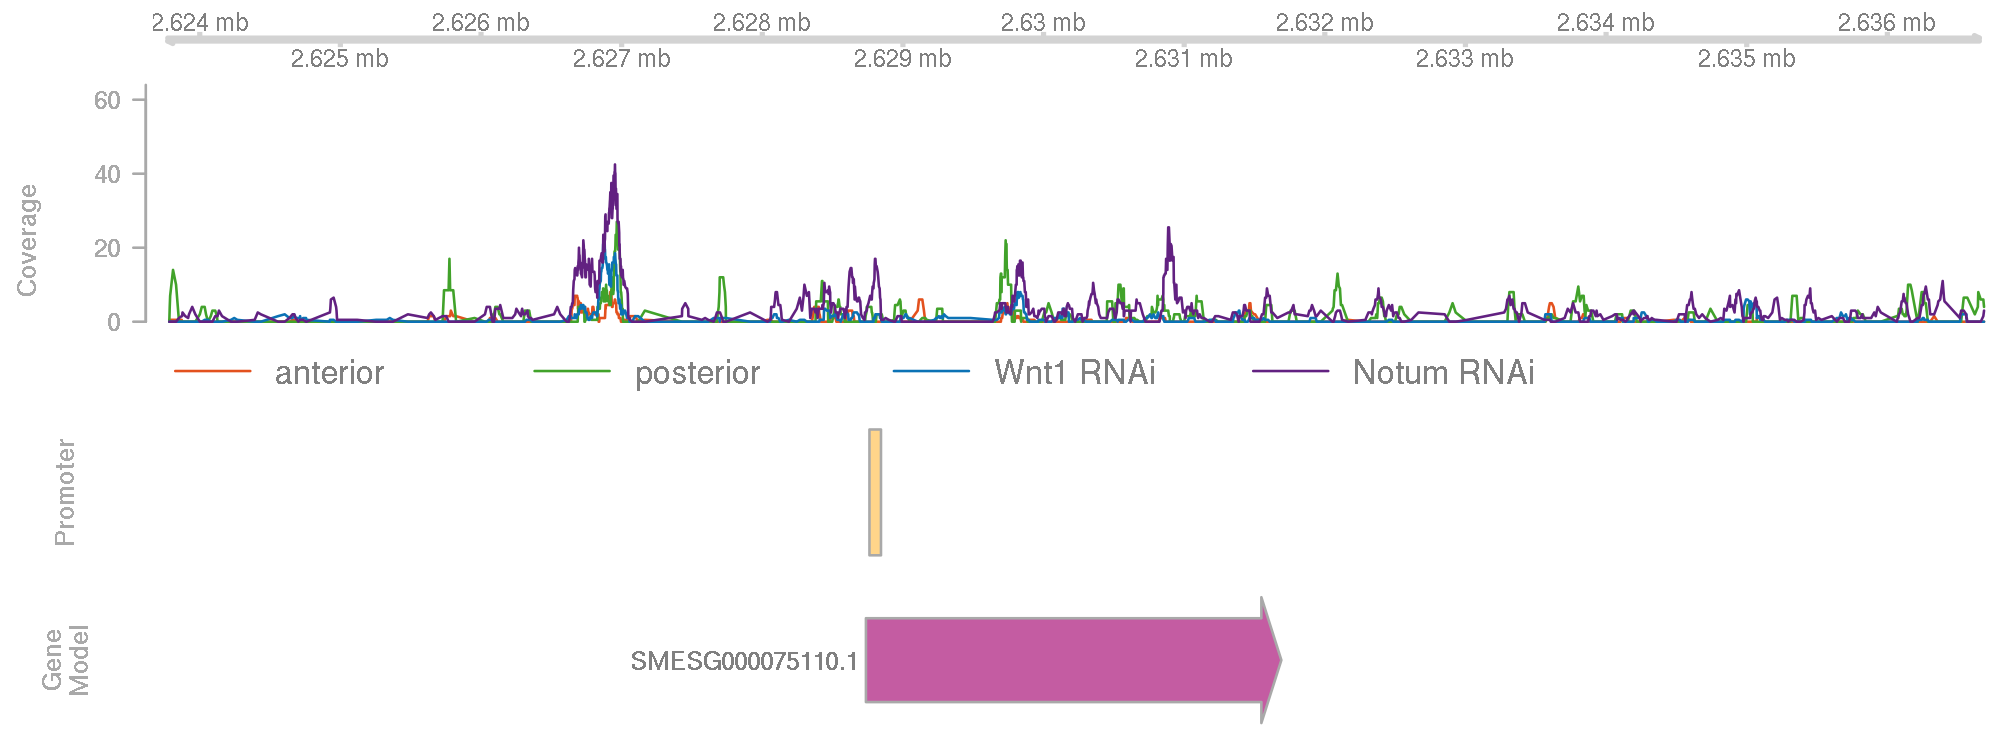 2.624 mb 2.626 mb 2.628 mb 2.63 mb 2.632 mb 2.634 mb 2.636 mb
2.625 mb 2.627 mb 2.629 mb 2.631 mb 2.633 mb 2.635 mb
Coverage
60
40
20
0
anterior posterior Wnt1 RNAi Notum RNAi
Promoter
Gene
Model
SMESG000075110.1